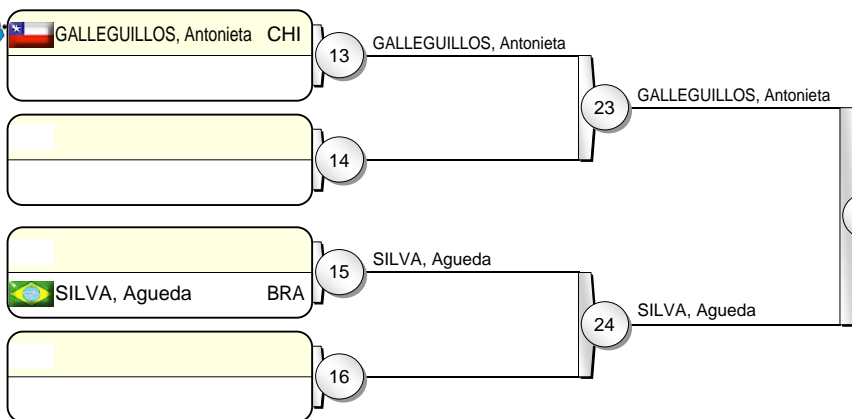 GALLEGUILLOS, Antonieta CHI
13
GALLEGUILLOS, Antonieta
23
GALLEGUILLOS, Antonieta
14
SILVA, Agueda BRA
15
SILVA, Agueda
24
SILVA, Agueda
16